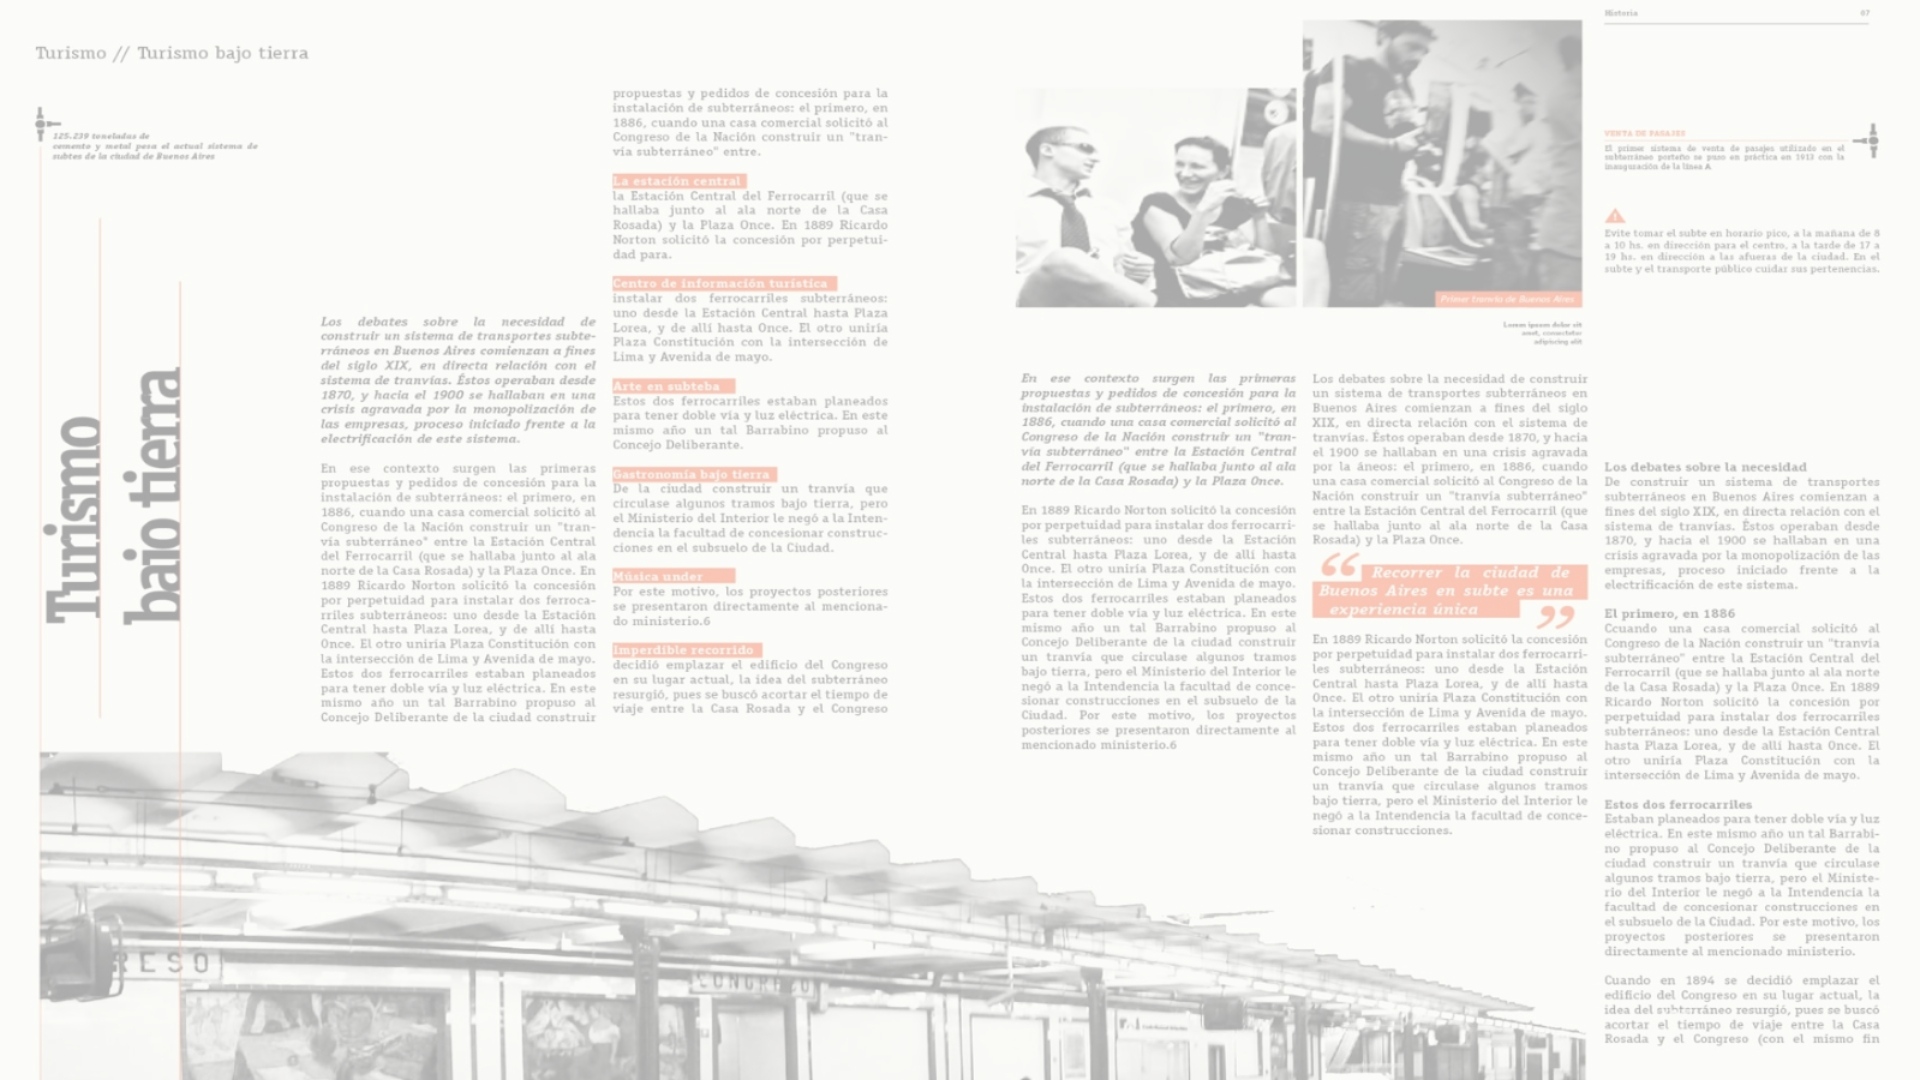 Turismo // Turismo bajo tierra
125.239 toneladas de
cemento y metal pesa el actual sistema de
subtes de la ciudad de Buenos Aires
Turismo
bajo tierra
Los debates sobre la necesidad de
construir un sistema de transportes subte-
rráneos en Buenos Aires comienzan a fines
del siglo XIX, en directa relación con el
sistema de tranvías. Éstos operaban desde
1870, y hacia el 1900 se hallaban en una
crisis agravada por la monopolización de
las empresas, proceso iniciado frente a la
electrificación de este sistema.
En ese contexto surgen las primeras
propuestas y pedidos de concesión para la
instalación de subterráneos: el primero, en
1886, cuando una casa comercial solicitó al
Congreso de la Nación construir un "tran-
vía subterráneo" entre la Estación Central
del Ferrocarril (que se hallaba junto al ala
norte de la Casa Rosada) y la Plaza Once. En
1889 Ricardo Norton solicitó la concesión
por perpetuidad para instalar dos ferroca-
rriles subterráneos: uno desde la Estación
Central hasta Plaza Lorea, y de allí hasta
Once. El otro uniría Plaza Constitución con
la intersección de Lima y Avenida de mayo.
Estos dos ferrocarriles estaban planeados
para tener doble vía y luz eléctrica. En este
mismo año un tal Barrabino propuso al
Concejo Deliberante de la ciudad construir
propuestas y pedidos de concesión para la
instalación de subterráneos: el primero, en
1886, cuando una casa comercial solicitó al
Congreso de la Nación construir un "tran-
vía subterráneo" entre.
La estación central
la Estación Central del Ferrocarril (que se
hallaba junto al ala norte de la Casa
Rosada) y la Plaza Once. En 1889 Ricardo
Norton solicitó la concesión por perpetui-
dad para.
Centro de información turística
instalar dos ferrocarriles subterráneos:
uno desde la Estación Central hasta Plaza
Lorea, y de allí hasta Once. El otro uniría
Plaza Constitución con la intersección de
Lima y Avenida de mayo.
Arte en subteba
Estos dos ferrocarriles estaban planeados
para tener doble vía y luz eléctrica. En este
mismo año un tal Barrabino propuso al
Concejo Deliberante.
Gastronomía bajo tierra
De la ciudad construir un tranvía que
circulase algunos tramos bajo tierra, pero
el Ministerio del Interior le negó a la Inten-
dencia la facultad de concesionar construc-
ciones en el subsuelo de la Ciudad.
Música under
Por este motivo, los proyectos posteriores
se presentaron directamente al menciona-
do ministerio.6
Imperdible recorrido
decidió emplazar el edificio del Congreso
en su lugar actual, la idea del subterráneo
resurgió, pues se buscó acortar el tiempo de
viaje entre la Casa Rosada y el Congreso
RESO
CONGRESO
Primer tranvía de Buenos Aires
Lorem ipsum dolor sit
amet, consectetur
adipiscing elit
En ese contexto surgen las primeras
propuestas y pedidos de concesión para la
instalación de subterráneos: el primero, en
1886, cuando una casa comercial solicitó al
Congreso de la Nación construir un "tran-
vía subterráneo" entre la Estación Central
del Ferrocarril (que se hallaba junto al ala
norte de la Casa Rosada) y la Plaza Once.
En 1889 Ricardo Norton solicitó la concesión
por perpetuidad para instalar dos ferrocarri-
les subterráneos: uno desde la Estación
Central hasta Plaza Lorea, y de allí hasta
Once. El otro uniría Plaza Constitución con
la intersección de Lima y Avenida de mayo.
Estos dos ferrocarriles estaban planeados
para tener doble vía y luz eléctrica. En este
mismo año un tal Barrabino propuso al
Concejo Deliberante de la ciudad construir
un tranvía que circulase algunos tramos
bajo tierra, pero el Ministerio del Interior le
negó a la Intendencia la facultad de conce-
sionar construcciones en el subsuelo de la
Ciudad. Por este motivo, los proyectos
posteriores se presentaron directamente al
mencionado ministerio.6
Los debates sobre la necesidad de construir
un sistema de transportes subterráneos en
Buenos Aires comienzan a fines del siglo
XIX, en directa relación con el sistema de
tranvías. Éstos operaban desde 1870, y hacia
el 1900 se hallaban en una crisis agravada
por la áneos: el primero, en 1886, cuando
una casa comercial solicitó al Congreso de la
Nación construir un "tranvía subterráneo"
entre la Estación Central del Ferrocarril (que
se hallaba junto al ala norte de la Casa
Rosada) y la Plaza Once.
“ Recorrer la ciudad de
Buenos Aires en subte es una
experiencia única ”
En 1889 Ricardo Norton solicitó la concesión
por perpetuidad para instalar dos ferrocarri-
les subterráneos: uno desde la Estación
Central hasta Plaza Lorea, y de allí hasta
Once. El otro uniría Plaza Constitución con
la intersección de Lima y Avenida de mayo.
Estos dos ferrocarriles estaban planeados
para tener doble vía y luz eléctrica. En este
mismo año un tal Barrabino propuso al
Concejo Deliberante de la ciudad construir
un tranvía que circulase algunos tramos
bajo tierra, pero el Ministerio del Interior le
negó a la Intendencia la facultad de conce-
sionar construcciones.
Historia 67
VENTA DE PASAJES
El primer sistema de venta de pasajes utilizado en el
subterráneo porteño se puso en práctica en 1913 con la
inauguración de la línea A
Evite tomar el subte en horario pico, a la mañana de 8
a 10 hs. en dirección para el centro, a la tarde de 17 a
19 hs. en dirección a las afueras de la ciudad. En el
subte y el transporte público cuidar sus pertenencias.
Los debates sobre la necesidad
De construir un sistema de transportes
subterráneos en Buenos Aires comienzan a
fines del siglo XIX, en directa relación con el
sistema de tranvías. Éstos operaban desde
1870, y hacia el 1900 se hallaban en una
crisis agravada por la monopolización de las
empresas, proceso iniciado frente a la
electrificación de este sistema.
El primero, en 1886
Ccuando una casa comercial solicitó al
Congreso de la Nación construir un "tranvía
subterráneo" entre la Estación Central del
Ferrocarril (que se hallaba junto al ala norte
de la Casa Rosada) y la Plaza Once. En 1889
Ricardo Norton solicitó la concesión por
perpetuidad para instalar dos ferrocarriles
subterráneos: uno desde la Estación Central
hasta Plaza Lorea, y de allí hasta Once. El
otro uniría Plaza Constitución con la
intersección de Lima y Avenida de mayo.
Estos dos ferrocarriles
Estaban planeados para tener doble vía y luz
eléctrica. En este mismo año un tal Barrabi-
no propuso al Concejo Deliberante de la
ciudad construir un tranvía que circulase
algunos tramos bajo tierra, pero el Ministe-
rio del Interior le negó a la Intendencia la
facultad de concesionar construcciones en
el subsuelo de la Ciudad. Por este motivo, los
proyectos posteriores se presentaron
directamente al mencionado ministerio.
Cuando en 1894 se decidió emplazar el
edificio del Congreso en su lugar actual, la
idea del subterráneo resurgió, pues se buscó
acortar el tiempo de viaje entre la Casa
Rosada y el Congreso (con el mismo fin